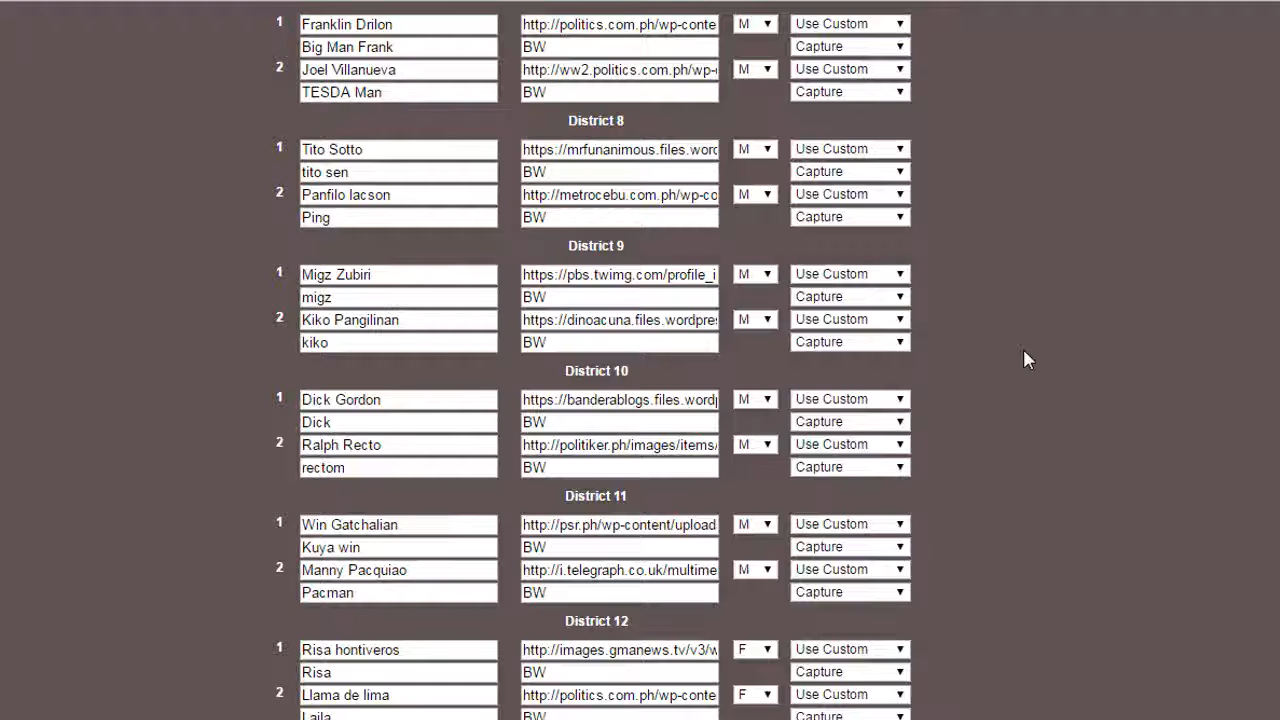 1 Franklin Drilon http://politics.com.ph/wp-conte M Use Custom
Big Man Frank BW Capture
2 Joel Villanueva http://ww2.politics.com.ph/wp- M Use Custom
TESDA Man BW Capture
District 8
1 Tito Sotto https://mrfunanimous.files.word M Use Custom
tito sen BW Capture
2 Panfilo lacson http://metrocebu.com.ph/wp-co M Use Custom
Ping BW Capture
District 9
1 Migz Zubiri https://pbs.twimg.com/profile_i M Use Custom
migz BW Capture
2 Kiko Pangilinan https://dinoacuna.files.wordpre M Use Custom
kiko BW Capture
District 10
1 Dick Gordon https://banderablogs.files.word M Use Custom
Dick BW Capture
2 Ralph Recto http://politiker.ph/images/items/ M Use Custom
rectom BW Capture
District 11
1 Win Gatchalian http://psr.ph/wp-content/upload M Use Custom
Kuya win BW Capture
2 Manny Pacquiao http://i.telegraph.co.uk/multime M Use Custom
Pacman BW Capture
District 12
1 Risa hontiveros http://images.gmanews.tv/v3/w F Use Custom
Risa BW Capture
2 Llama de lima http://politics.com.ph/wp-conte F Use Custom
Laila BW Capture